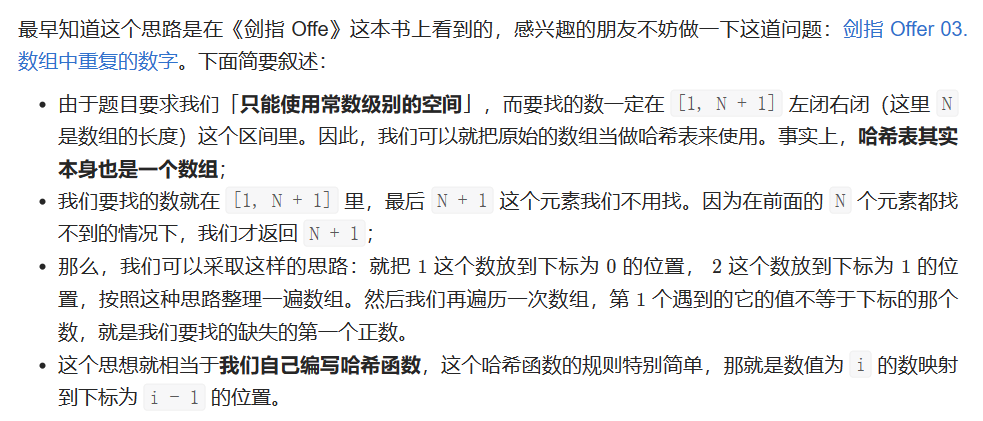 最早知道这个思路是在《剑指 Offe》这本书上看到的，感兴趣的朋友不妨做一下这道问题：剑指 Offer 03.
数组中重复的数字。下面简要叙述：
• 由于题目要求我们「只能使用常数级别的空间」，而要找的数一定在 [1, N + 1] 左闭右闭（这里 N
是数组的长度）这个区间里。因此，我们可以就把原始的数组当做哈希表来使用。事实上，哈希表其实
本身也是一个数组；
• 我们要找的数就在 [1, N + 1] 里，最后 N + 1 这个元素我们不用找。因为在前面的 N 个元素都找
不到的情况下，我们才返回 N + 1；
• 那么，我们可以采取这样的思路：就把 1 这个数放到下标为 0 的位置， 2 这个数放到下标为 1 的位
置，按照这种思路整理一遍数组。然后我们再遍历一次数组，第 1 个遇到的它的值不等于下标的那个
数，就是我们要找的缺失的第一个正数。
• 这个思想就相当于我们自己编写哈希函数，这个哈希函数的规则特别简单，那就是数值为 i 的数映射
到下标为 i - 1 的位置。